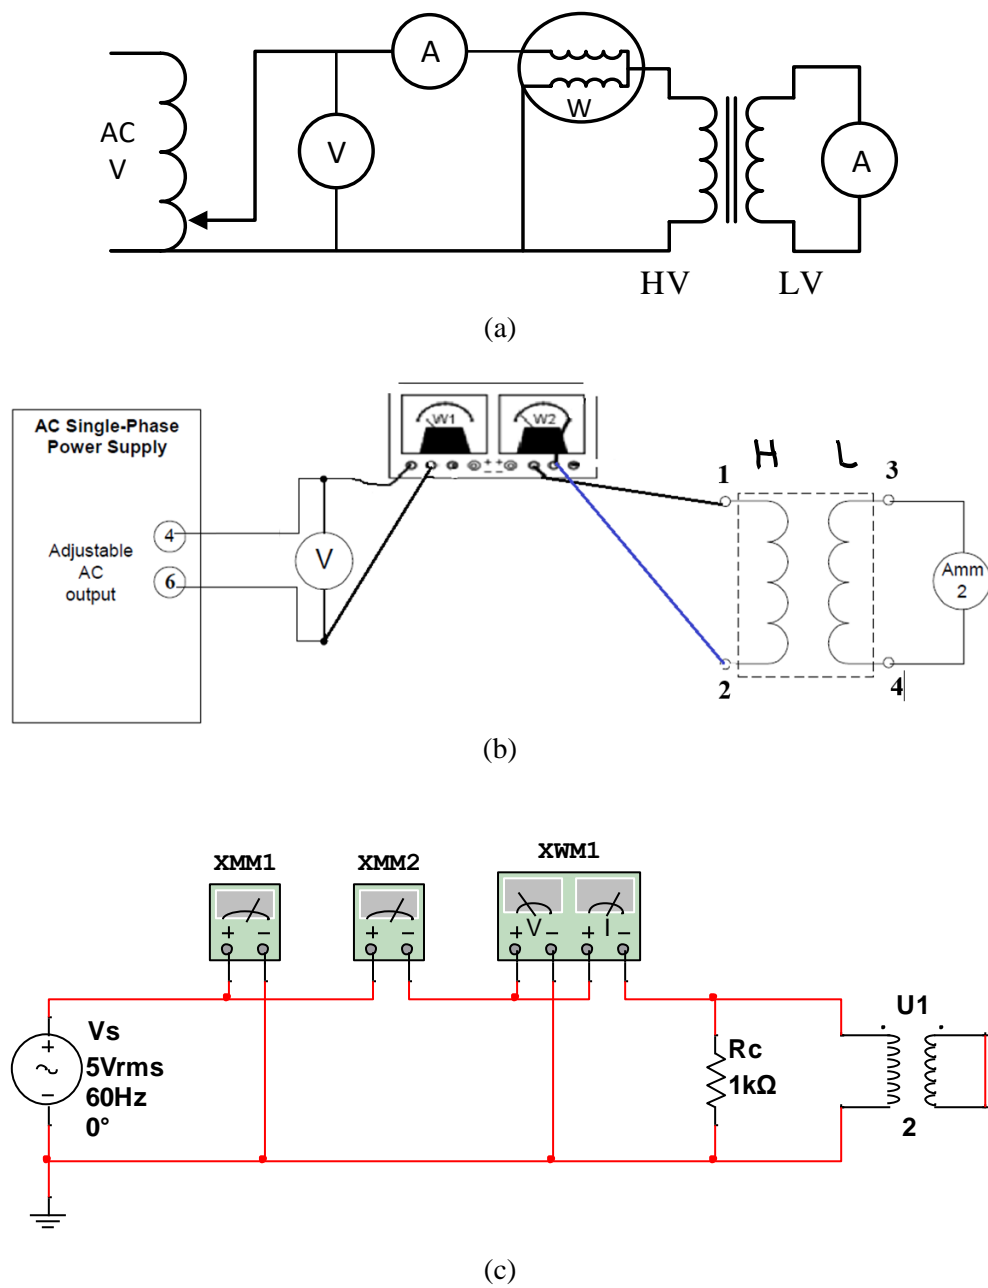 A
AC
V
V
W
A
HV
LV
(a)
AC Single-Phase
Power Supply
W1
W2
H
L
1
3
4
V
Adjustable
AC
output
6
Amm
2
2
4
(b)
XMM1
XMM2
XWM1
+ −
+ −
+ V − + I −
Vs
5Vrms
60Hz
0°
+
−
Rc
1kΩ
U1
2
(c)